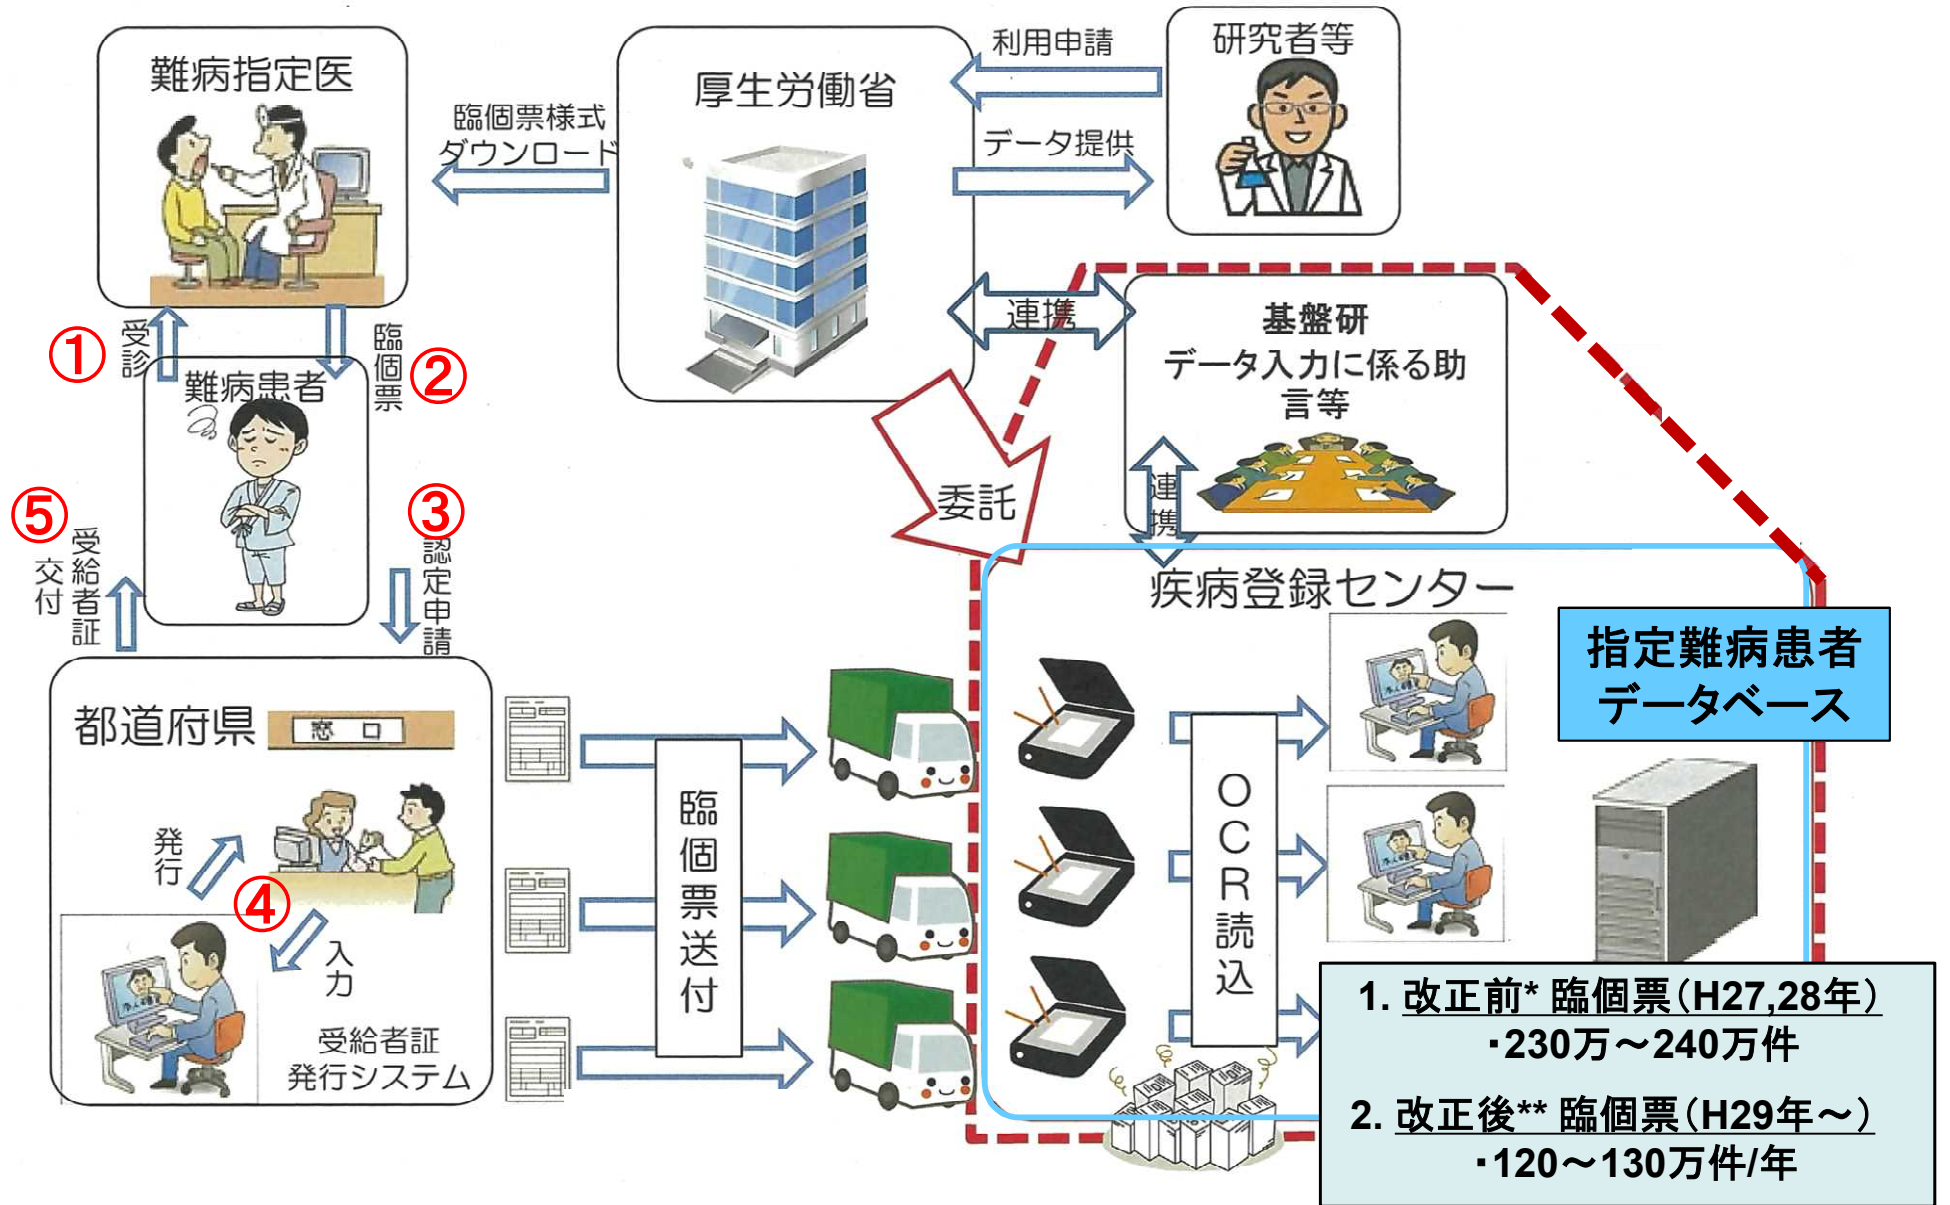 難病指定医
臨個票様式
ダウンロード
厚生労働省
利用申請
データ提供
研究者等
連携
基盤研
データ入力に係る助
言等
連携
委託
①
受診
②
臨個票
難病患者
③
認定申請
⑤
受給者証
交付
都道府県
窓口
発行
④
入力
受給者証
発行システム
臨個票送付
疾病登録センター
OCR読込
指定難病患者
データベース
1. 改正前* 臨個票（H27,28年）
・230万～240万件
2. 改正後** 臨個票（H29年～）
・120～130万件/年